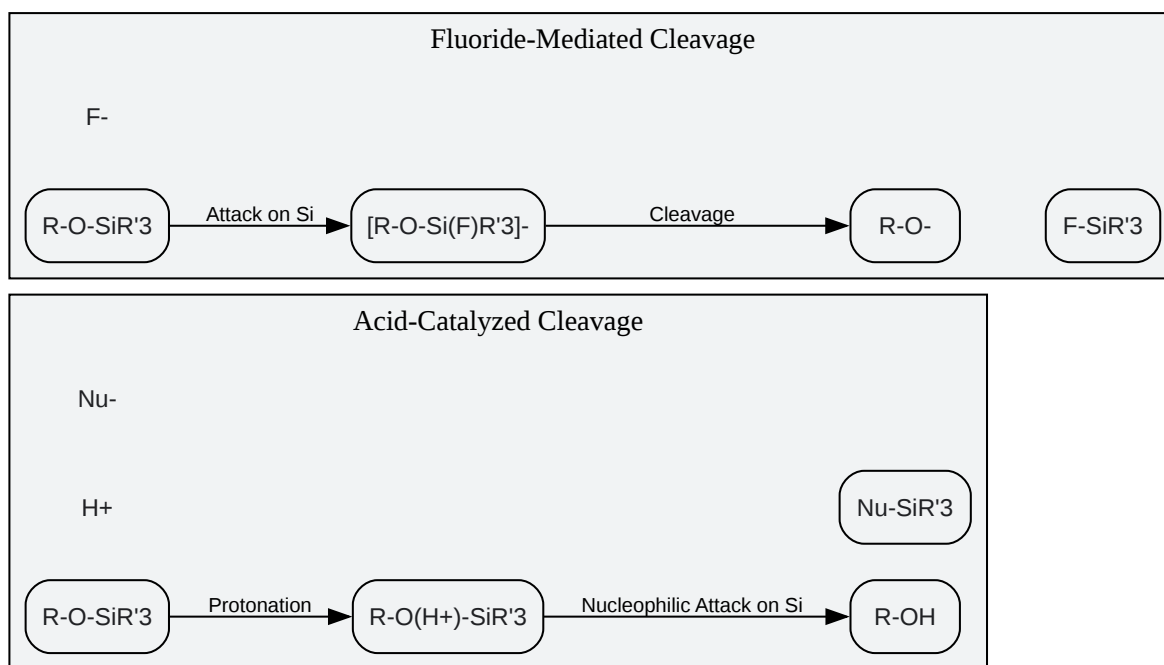 Fluoride-Mediated Cleavage
F-
R-O-SiR'3
Attack on Si
[R-O-Si(F)R'3]-
Cleavage
R-O-
F-SiR'3
Acid-Catalyzed Cleavage
Nu-
H+
Nu-SiR'3
R-O-SiR'3
Protonation
R-O(H+)-SiR'3
Nucleophilic Attack on Si
R-OH